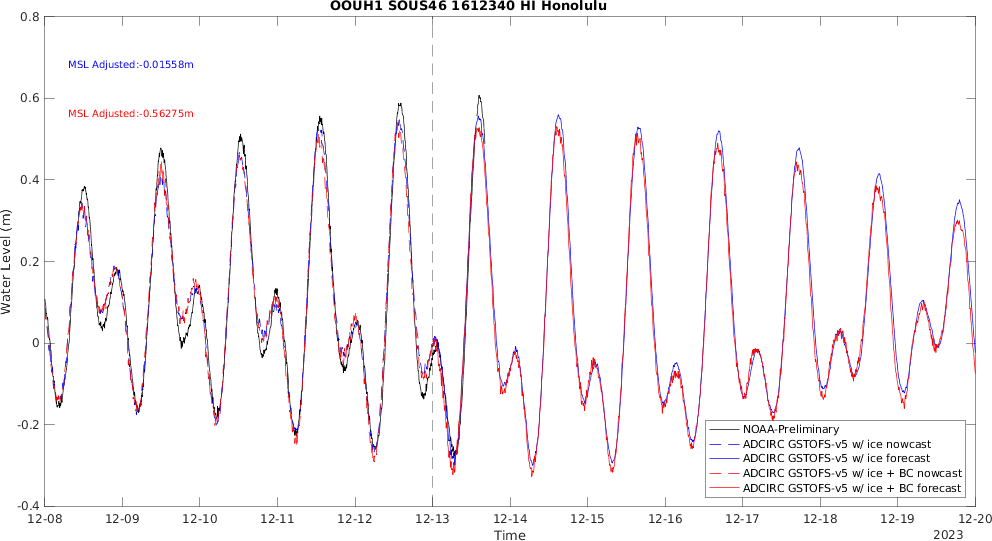 OOUH1 SOUS46 1612340 HI Honolulu
MSL Adjusted:-0.01558m
MSL Adjusted:-0.56275m
Water Level (m)
0.8
0.6
0.4
0.2
0
-0.2
-0.4
NOAA-Preliminary
ADCIRC GSTOFS-v5 w/ ice nowcast
ADCIRC GSTOFS-v5 w/ ice forecast
ADCIRC GSTOFS-v5 w/ice + BC nowcast
ADCIRC GSTOFS-v5 w/ice + BC forecast
12-08 12-09 12-10 12-11 12-12 12-13 12-14 12-15 12-16 12-17 12-18 12-19 12-20
Time
2023